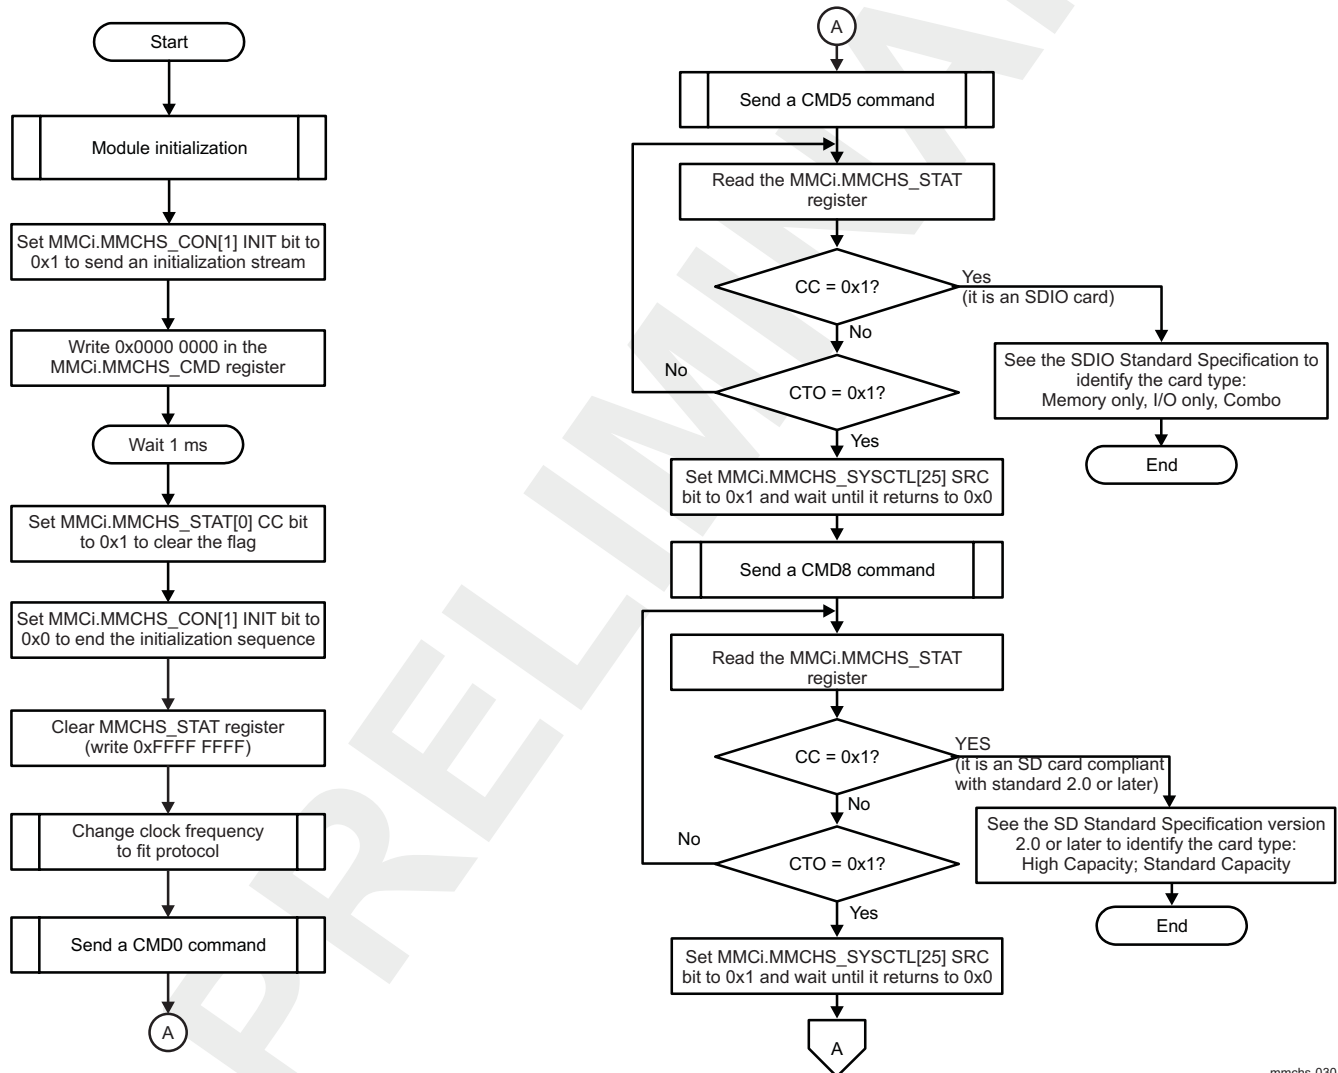 Start
Module initialization
Set MMCi.MMCHS_CON[1] INIT bit to
0x1 to send an initialization stream
Write 0x0000 0000 in the
MMCi.MMCHS_CMD register
Wait 1 ms
Set MMCi.MMCHS_STAT[0] CC bit
to 0x1 to clear the flag
Set MMCi.MMCHS_CON[1] INIT bit to
0x0 to end the initialization sequence
Clear MMCHS_STAT register
(write 0xFFFF FFFF)
Change clock frequency
to fit protocol
Send a CMD0 command
A
A
Send a CMD5 command
Read the MMCi.MMCHS_STAT
register
CC = 0x1?
Yes
(it is an SDIO card)
No
See the SDIO Standard Specification to
identify the card type:
Memory only, I/O only, Combo
End
No
CTO = 0x1?
Yes
Set MMCi.MMCHS_SYSCTL[25] SRC
bit to 0x1 and wait until it returns to 0x0
Send a CMD8 command
Read the MMCi.MMCHS_STAT
register
CC = 0x1?
YES
(it is an SD card compliant
with standard 2.0 or later)
No
See the SD Standard Specification version
2.0 or later to identify the card type:
High Capacity; Standard Capacity
End
No
CTO = 0x1?
Yes
Set MMCi.MMCHS_SYSCTL[25] SRC
bit to 0x1 and wait until it returns to 0x0
A
mmchs-030